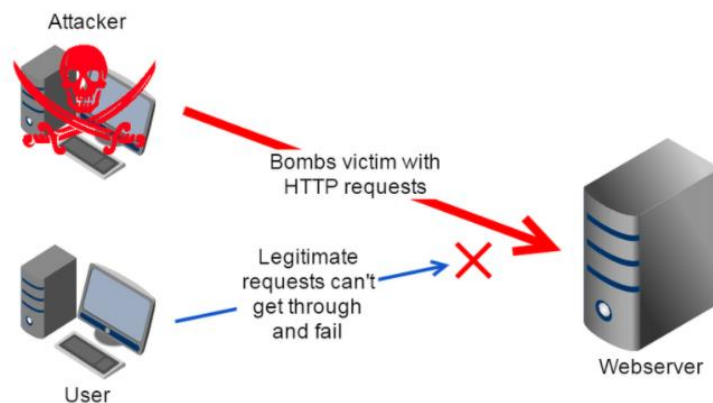 Attacker
Bombs victim with
HTTP requests
Legitimate
requests can't
get through
and fail
Webserver
User